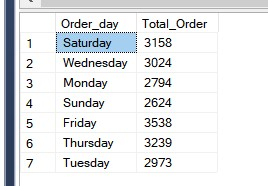 Order_day Total_Order
1 Saturday 3158
2 Wednesday 3024
3 Monday 2794
4 Sunday 2624
5 Friday 3538
6 Thursday 3239
7 Tuesday 2973